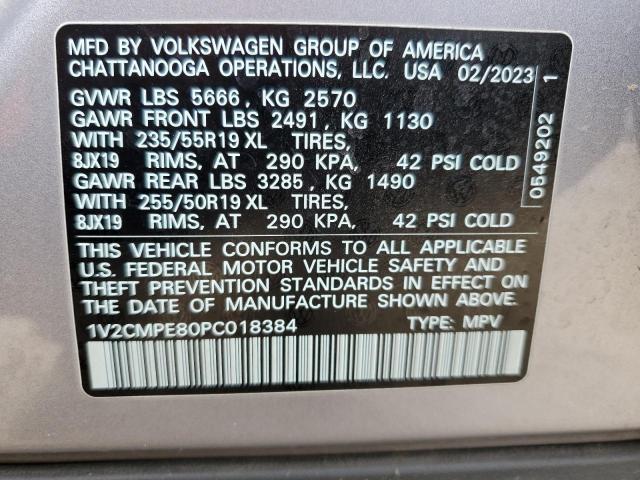 MFD BY VOLKSWAGEN GROUP OF AMERICA
CHATTANOOGA OPERATIONS, LLC. USA 02/2023
GVWR LBS 5666, KG 2570
GAWR FRONT LBS 2491, KG 1130
WITH 235/55R19 XL TIRES,
8JX19 RIMS, AT 290 KPA, 42 PSI COLD
GAWR REAR LBS 3285, KG 1490
WITH 255/50R19 XL TIRES,
8JX19 RIMS, AT 290 KPA, 42 PSI COLD
THIS VEHICLE CONFORMS TO ALL APPLICABLE
U.S. FEDERAL MOTOR VEHICLE SAFETY AND
THEFT PREVENTION STANDARDS IN EFFECT ON
THE DATE OF MANUFACTURE SHOWN ABOVE.
1V2CMPE80PC018384 TYPE: MPV
0549202 1